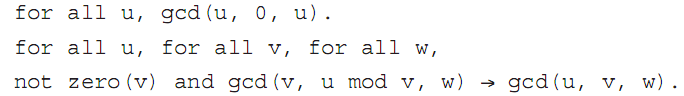 for all u, gcd(u, 0, u).
for all u, for all v, for all w,
not zero(v) and gcd(v, u mod v, w) → gcd(u, v, w).